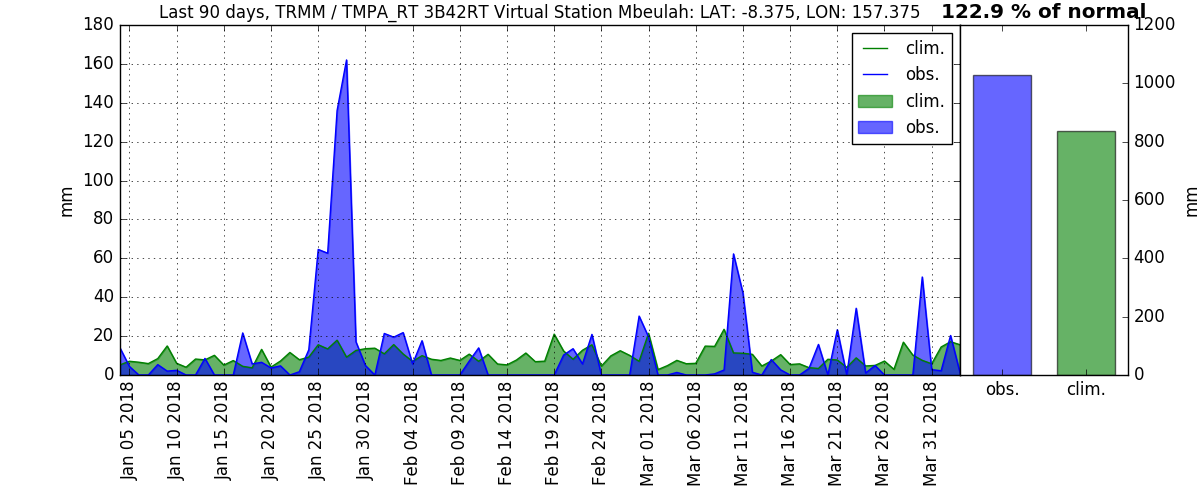 Last 90 days, TRMM / TMPA_RT 3B42RT Virtual Station Mbeulah: LAT: -8.375, LON: 157.375
122.9 % of normal
180
160
140
120
100
80
60
40
20
0
mm
clim.
obs.
clim.
obs.
Jan 05 2018
Jan 10 2018
Jan 15 2018
Jan 20 2018
Jan 25 2018
Jan 30 2018
Feb 04 2018
Feb 09 2018
Feb 14 2018
Feb 19 2018
Feb 24 2018
Mar 01 2018
Mar 06 2018
Mar 11 2018
Mar 16 2018
Mar 21 2018
Mar 26 2018
Mar 31 2018
1200
1000
800
600
400
200
0
mm
obs.
clim.